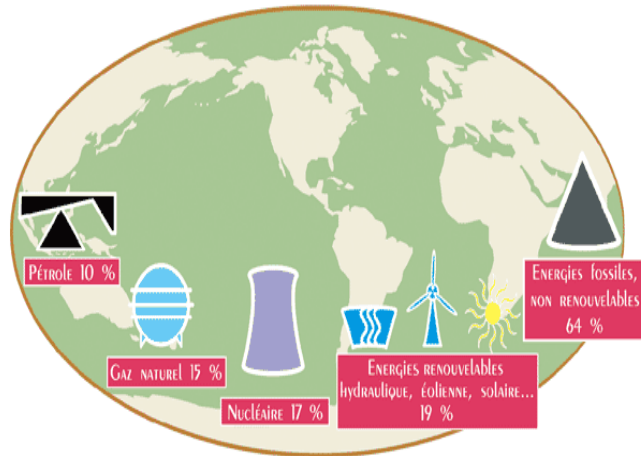 Pétrole 10 %
Gaz naturel 15 %
Nucléaire 17 %
Energies renouvelables
hydraulique, éolienne, solaire...
19 %
Energies fossiles,
non renouvelables
64 %